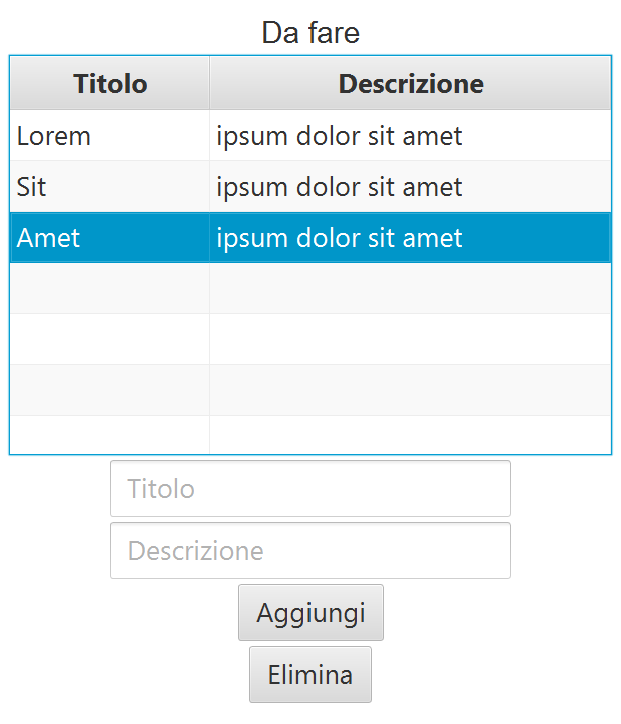 Da fare
Titolo Descrizione
Lorem ipsum dolor sit amet
Sit ipsum dolor sit amet
Amet ipsum dolor sit amet
Titolo
Descrizione
Aggiungi
Elimina